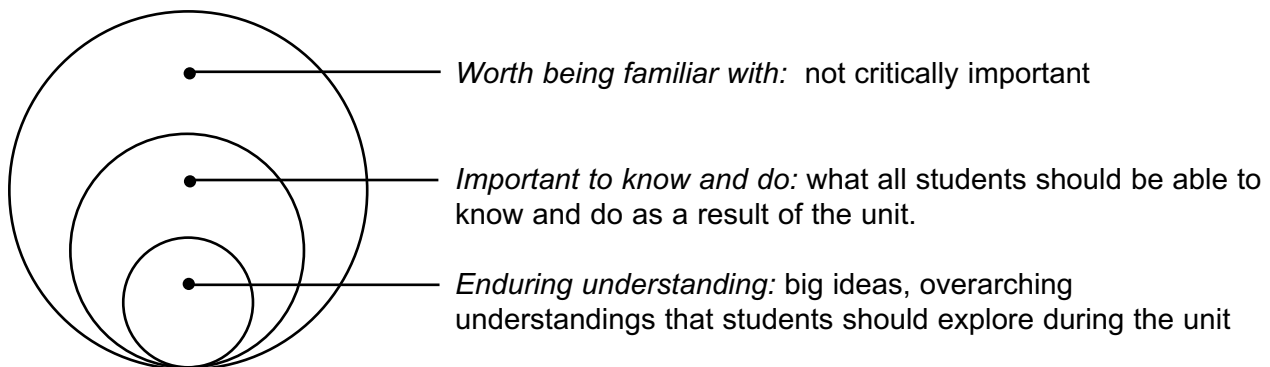 Worth being familiar with: not critically important
Important to know and do: what all students should be able to
know and do as a result of the unit.
Enduring understanding: big ideas, overarching
understandings that students should explore during the unit